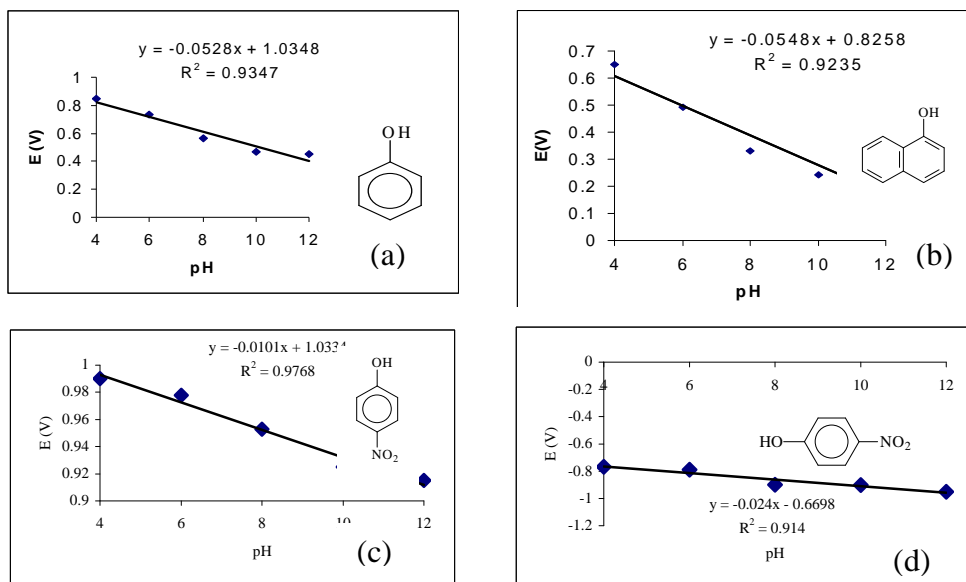 y = -0.0528x + 1.0348
R² = 0.9347
1
0.8
0.6
0.4
0.2
0
E (V)
4 6 8 10 12
pH
OH
(a)
y = -0.0548x + 0.8258
R² = 0.9235
0.7
0.6
0.5
0.4
0.3
0.2
0.1
0
E(V)
4 6 8 10 12
pH
OH
(b)
y = -0.0101x + 1.033
R² = 0.9768
1
0.98
0.96
0.94
0.92
0.9
E (V)
4 6 8 10 12
OH
NO₂
(c)
0
-0.2
-0.4
-0.6
-0.8
-1
-1.2
E (V)
4 6 8 10 12
HO NO₂
y = -0.024x - 0.6698
R² = 0.914
pH
(d)